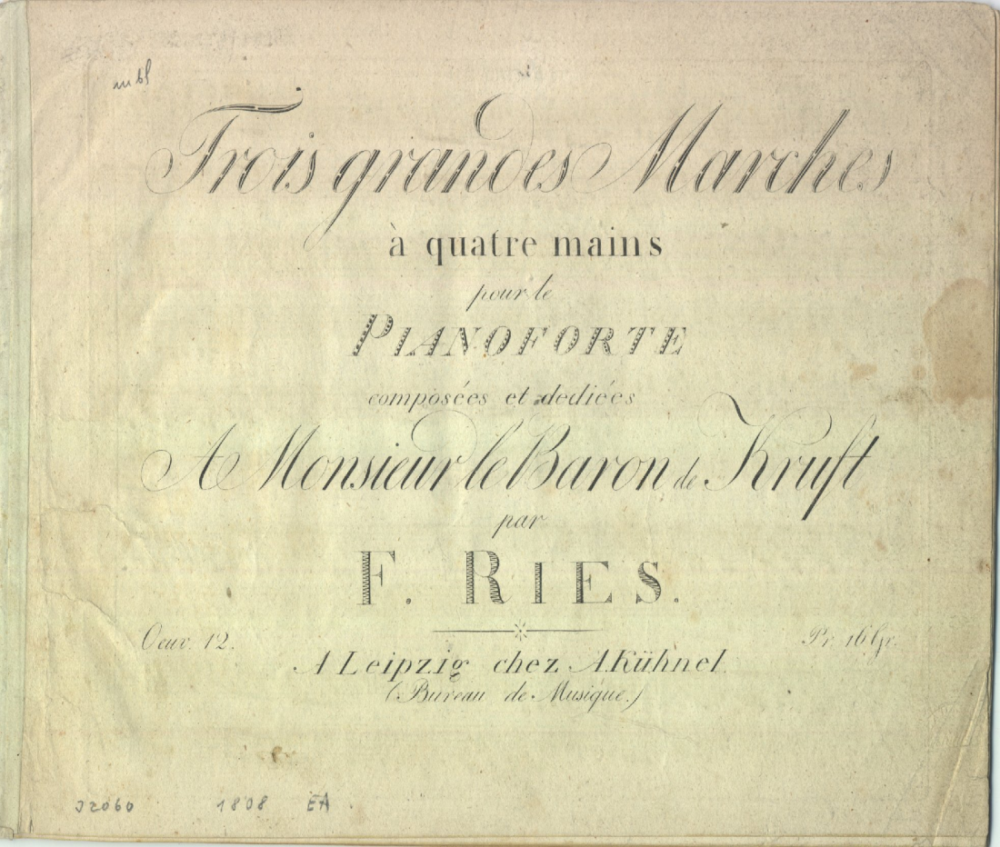 mbl
Trois grandes Marches
à quatre mains
pour le
PIANOFORTE
composées et dediées
A Monsieur le Baron de Kruft
par
F. RIES.
Oeuv. 12.
Pr. 16 Gr.
A Leipzig chez A. Kühnel
(Bureau de Musique.)
J2060 1808 EA